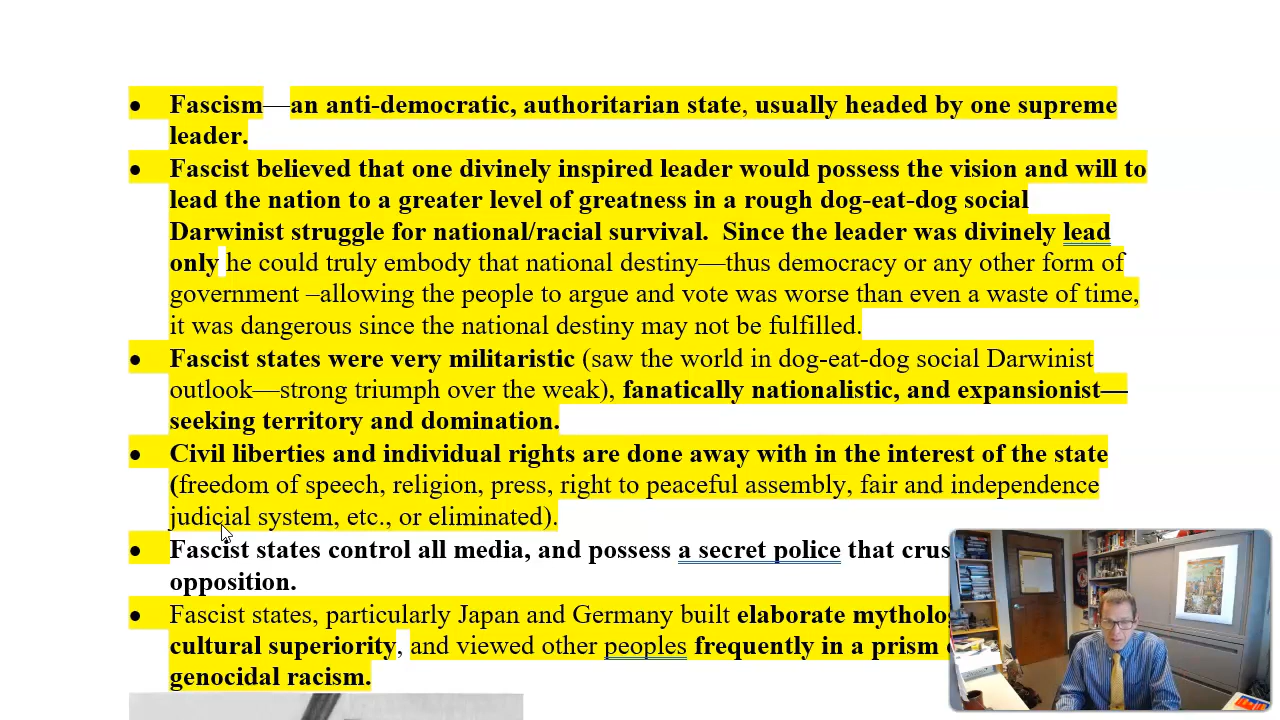 • Fascism—an anti-democratic, authoritarian state, usually headed by one supreme
leader.
• Fascist believed that one divinely inspired leader would possess the vision and will to
lead the nation to a greater level of greatness in a rough dog-eat-dog social
Darwinist struggle for national/racial survival.  Since the leader was divinely lead
only he could truly embody that national destiny—thus democracy or any other form of
government –allowing the people to argue and vote was worse than even a waste of time,
it was dangerous since the national destiny may not be fulfilled.
• Fascist states were very militaristic (saw the world in dog-eat-dog social Darwinist
outlook—strong triumph over the weak), fanatically nationalistic, and expansionist—
seeking territory and domination.
• Civil liberties and individual rights are done away with in the interest of the state
(freedom of speech, religion, press, right to peaceful assembly, fair and independence
judicial system, etc., or eliminated).
• Fascist states control all media, and possess a secret police that
opposition.
• Fascist states, particularly Japan and Germany built elaborate
cultural superiority, and viewed other peoples frequently in a prism
genocidal racism.